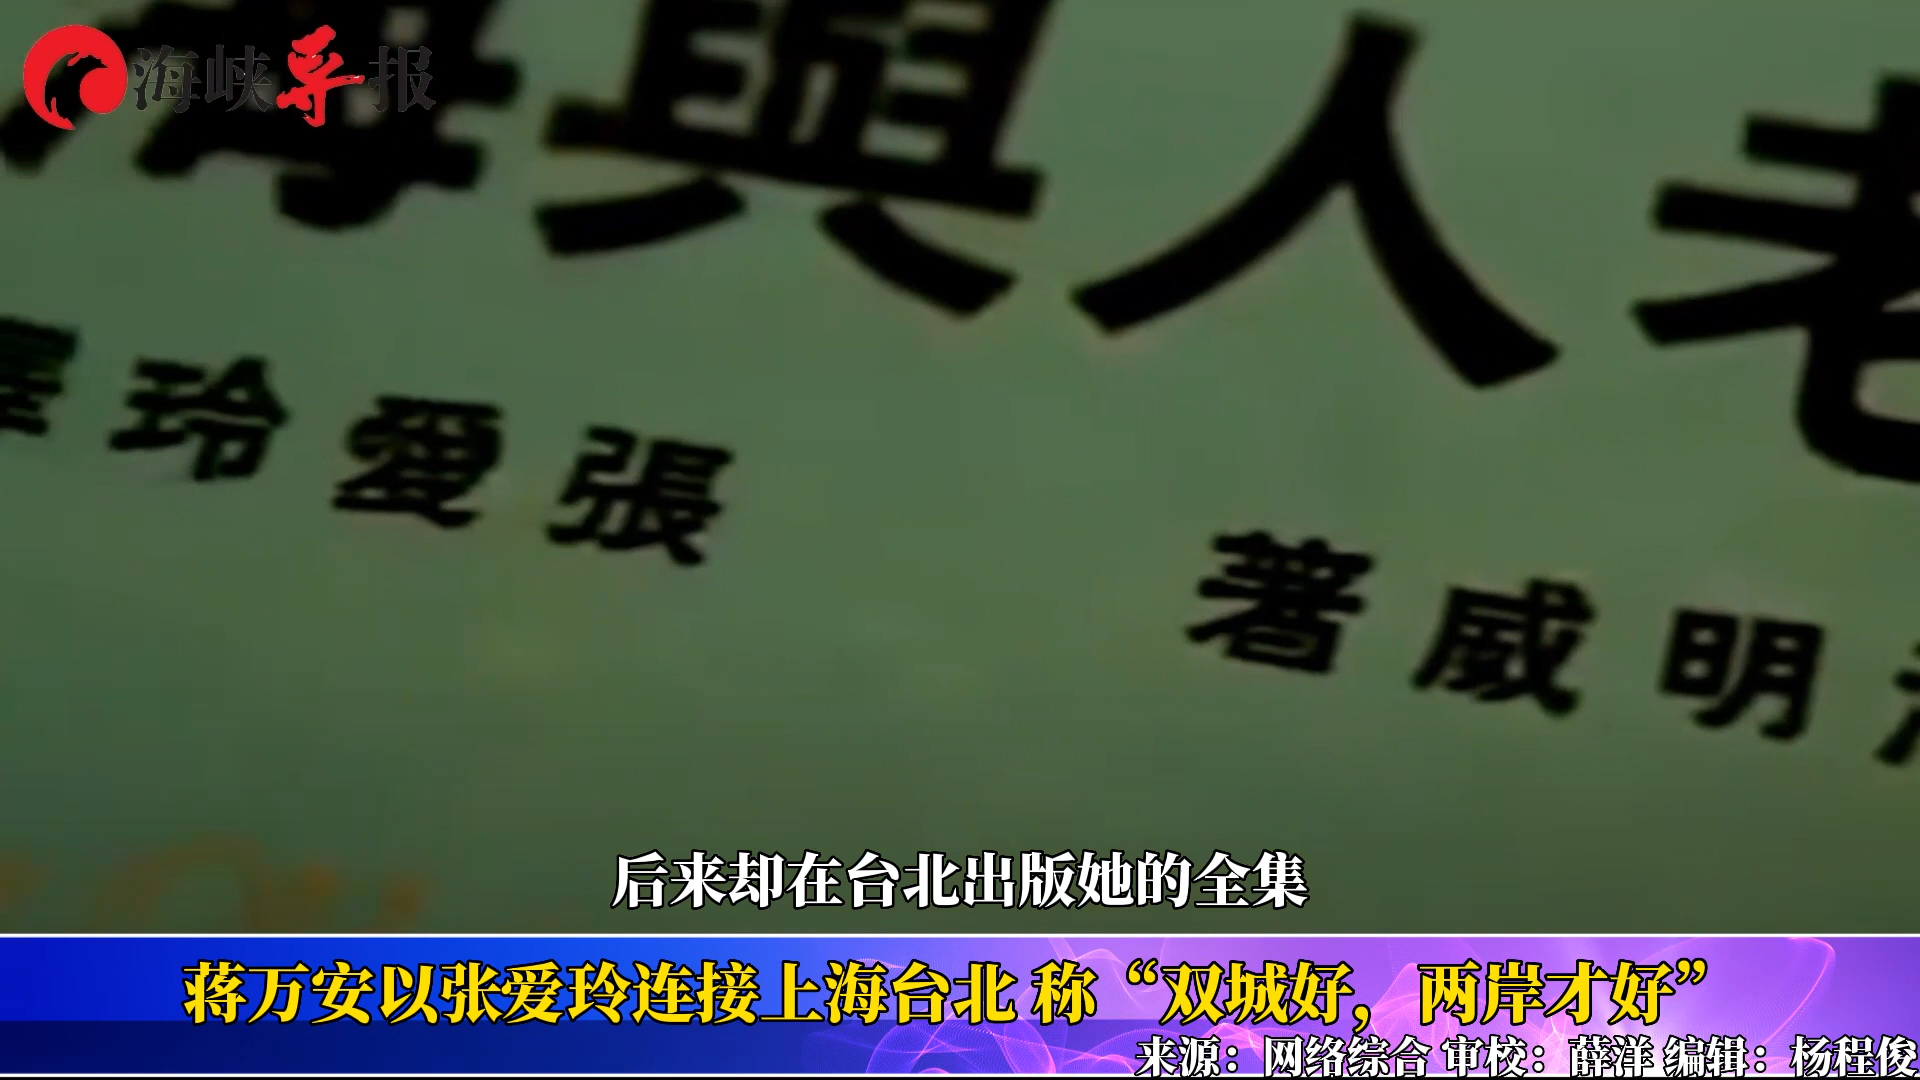 海峡导报
老人與海
明威著 張愛玲
后来却在台北出版她的全集
蒋万安以张爱玲连接上海台北 称“双城好，两岸才好”
来源：网络综合 审校：薛洋 编辑：杨程俊